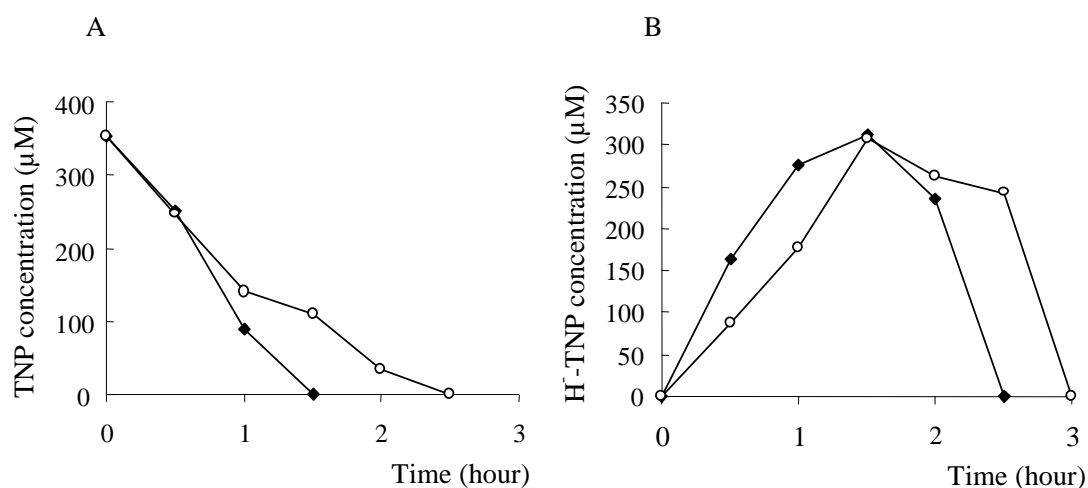 A
TNP concentration (µM)
400
300
200
100
0
0 1 2 3
Time (hour)
B
H⁻-TNP concentration (µM)
350
300
250
200
150
100
50
0
0 1 2 3
Time (hour)